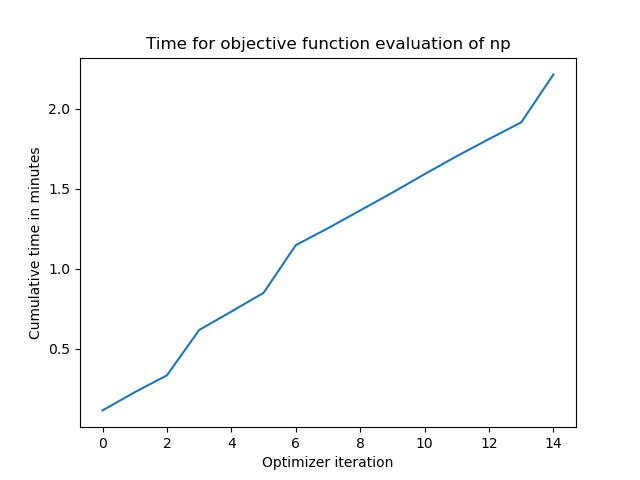 Time for objective function evaluation of np
Cumulative time in minutes
2.0
1.5
1.0
0.5
0 2 4 6 8 10 12 14
Optimizer iteration